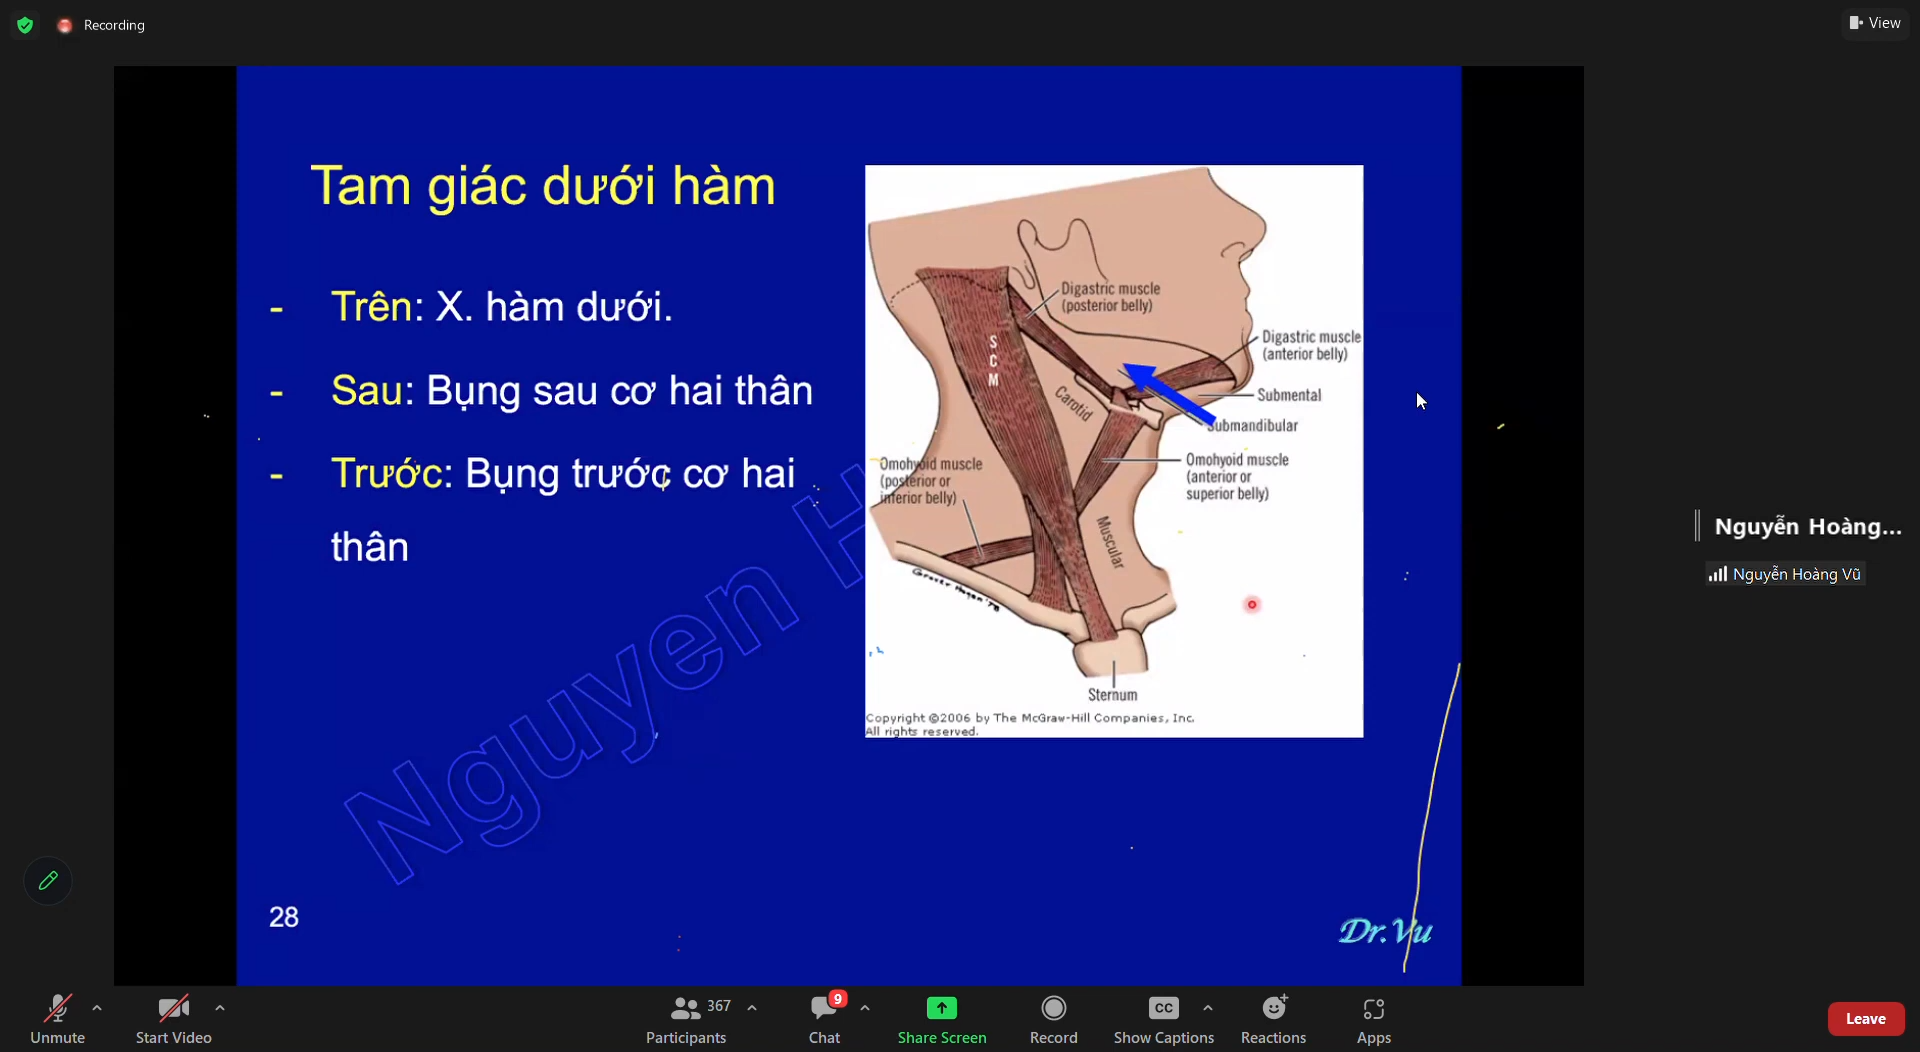 Recording
View
Tam giác dưới hàm
- Trên: X. hàm dưới.
- Sau: Bụng sau cơ hai thân
- Trước: Bụng trước cơ hai
thân
Digastric muscle
(posterior belly)
Digastric muscle
(anterior belly)
SCM
Carotid
Submental
Submandibular
Omohyoid muscle
(posterior or
inferior belly)
Omohyoid muscle
(anterior or
superior belly)
Muscular
Sternum
Copyright ©2006 by The McGraw-Hill Companies, Inc.
All rights reserved.
Nguyen H
28
Dr.Vu
Nguyễn Hoàng...
Nguyễn Hoàng Vũ
Unmute
Start Video
367
Participants
9
Chat
Share Screen
Record
CC
Show Captions
Reactions
Apps
Leave